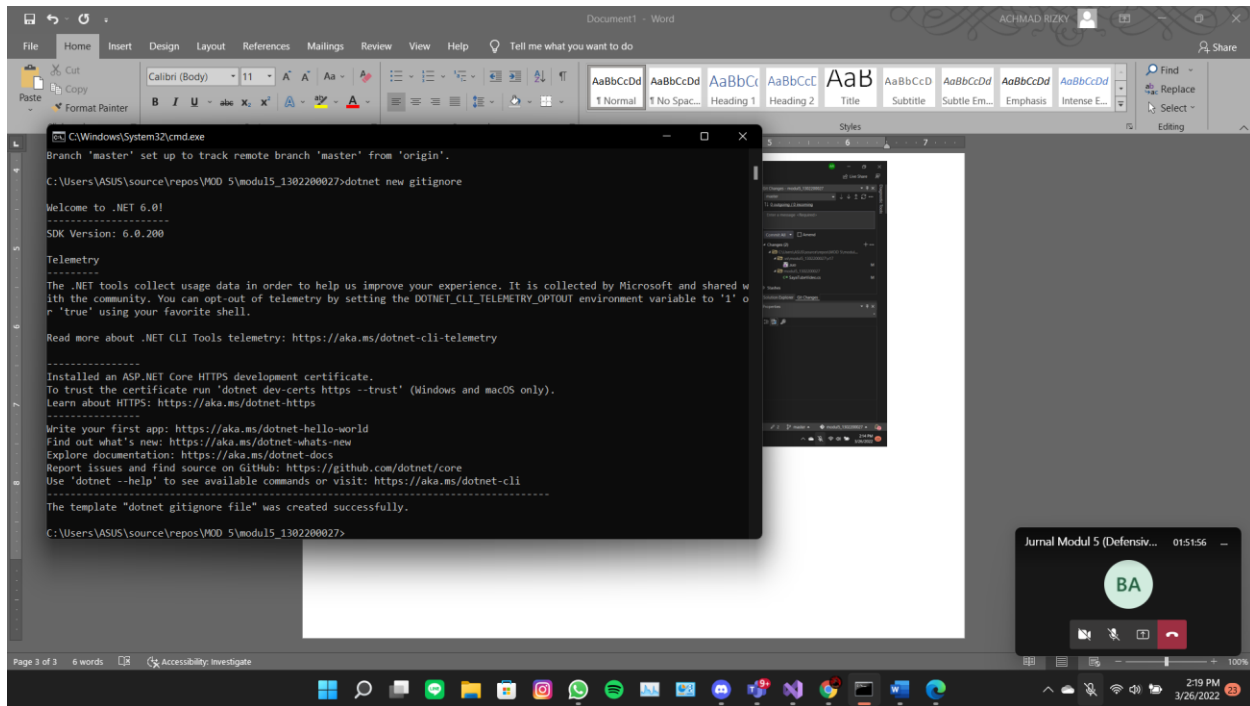 Document1 - Word
ACHMAD RIZKY
File Home Insert Design Layout References Mailings Review View Help Tell me what you want to do
Share
Paste
Cut
Copy
Format Painter
Calibri (Body) 11
AaBbCcDd AaBbCcDd AaBbC( AaBbCcE AaB AaBbCcD AaBbCcDd AaBbCcDd AaBbCcDd
¶ Normal ¶ No Spac... Heading 1 Heading 2 Title Subtitle Subtle Em... Emphasis Intense E...
Find
Replace
Select
Styles
Editing
C:\Windows\System32\cmd.exe
Branch 'master' set up to track remote branch 'master' from 'origin'.
C:\Users\ASUS\source\repos\MOD 5\modul5_1302200027>dotnet new gitignore
Welcome to .NET 6.0!
---------------------
SDK Version: 6.0.200
Telemetry
---------
The .NET tools collect usage data in order to help us improve your experience. It is collected by Microsoft and shared w
ith the community. You can opt-out of telemetry by setting the DOTNET_CLI_TELEMETRY_OPTOUT environment variable to '1' o
r 'true' using your favorite shell.
Read more about .NET CLI Tools telemetry: https://aka.ms/dotnet-cli-telemetry
----------------
Installed an ASP.NET Core HTTPS development certificate.
To trust the certificate run 'dotnet dev-certs https --trust' (Windows and macOS only).
Learn about HTTPS: https://aka.ms/dotnet-https
----------------
Write your first app: https://aka.ms/dotnet-hello-world
Find out what's new: https://aka.ms/dotnet-whats-new
Explore documentation: https://aka.ms/dotnet-docs
Report issues and find source on GitHub: https://github.com/dotnet/core
Use 'dotnet --help' to see available commands or visit: https://aka.ms/dotnet-cli
--------------------------------------------------------------------------------------
The template "dotnet gitignore file" was created successfully.
C:\Users\ASUS\source\repos\MOD 5\modul5_1302200027>
Jurnal Modul 5 (Defensiv... 01:51:56
BA
Page 3 of 3 6 words Accessibility: Investigate
100%
2:19 PM
3/26/2022
23